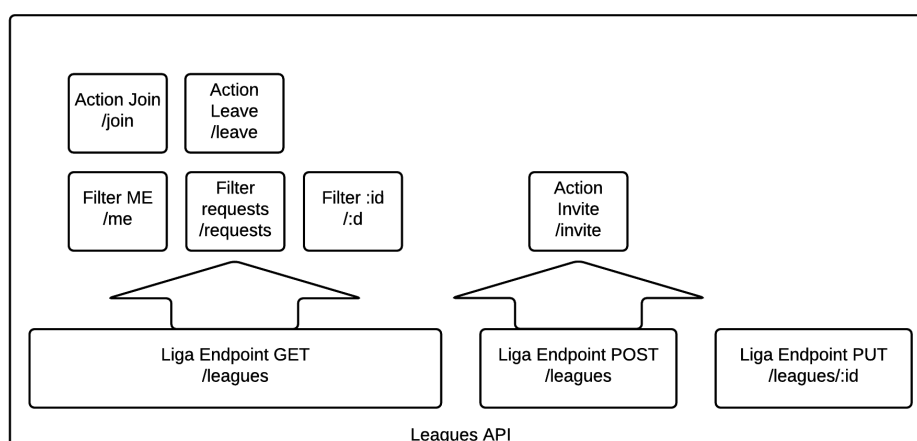 Action Join
/join
Action
Leave
/leave
Filter ME
/me
Filter
requests
/requests
Filter :id
/:d
Action
Invite
/invite
Liga Endpoint GET
/leagues
Liga Endpoint POST
/leagues
Liga Endpoint PUT
/leagues/:id
Leagues API